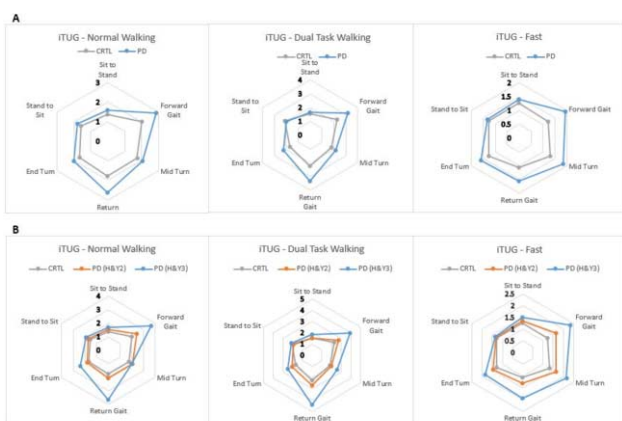 A
iTUG - Normal Walking
CRTL PD
Sit to
Stand
3
2
1
0
Forward
Gait
Mid Turn
Return
End Turn
Stand to
Sit
iTUG - Dual Task Walking
CRTL PD
Sit to
Stand
4
3
2
1
0
Forward
Gait
Mid Turn
Return
Gait
End Turn
Stand to
Sit
iTUG - Fast
CRTL PD
Sit to Stand
2
1.5
1
0.5
0
Forward Gait
Mid Turn
Return Gait
End Turn
Stand to Sit
B
iTUG - Normal Walking
CRTL PD (H&Y2) PD (H&Y3)
Sit to Stand
4
3
2
1
0
Forward
Gait
Mid Turn
Return Gait
End Turn
Stand to Sit
iTUG - Dual Task Walking
CRTL PD (H&Y2) PD (H&Y3)
Sit to Stand
5
4
3
2
1
0
Forward
Gait
Mid Turn
Return Gait
End Turn
Stand to Sit
iTUG - Fast
CRTL PD (H&Y2) PD (H&Y3)
Sit to Stand
2.5
2
1.5
1
0.5
0
Forward Gait
Mid Turn
Return Gait
End Turn
Stand to Sit